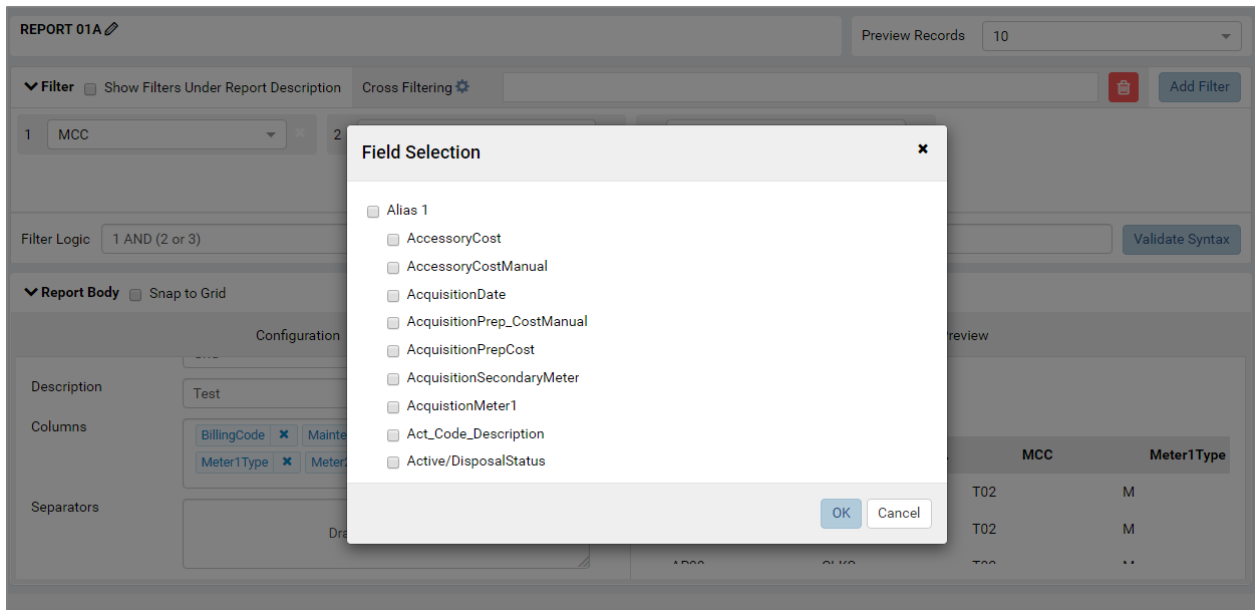 REPORT 01A
Preview Records 10
Filter Show Filters Under Report Description Cross Filtering Add Filter
1 MCC 2
Field Selection
Alias 1
AccessoryCost
AccessoryCostManual
AcquisitionDate
AcquisitionPrep_CostManual
AcquisitionPrepCost
AcquisitionSecondaryMeter
AcquistionMeter1
Act_Code_Description
Active/DisposalStatus
OK Cancel
Filter Logic 1 AND (2 or 3) Validate Syntax
Report Body Snap to Grid
Configuration
Description Test
Columns BillingCode
Meter1Type
Separators
MCC Meter1Type
T02 M
T02 M